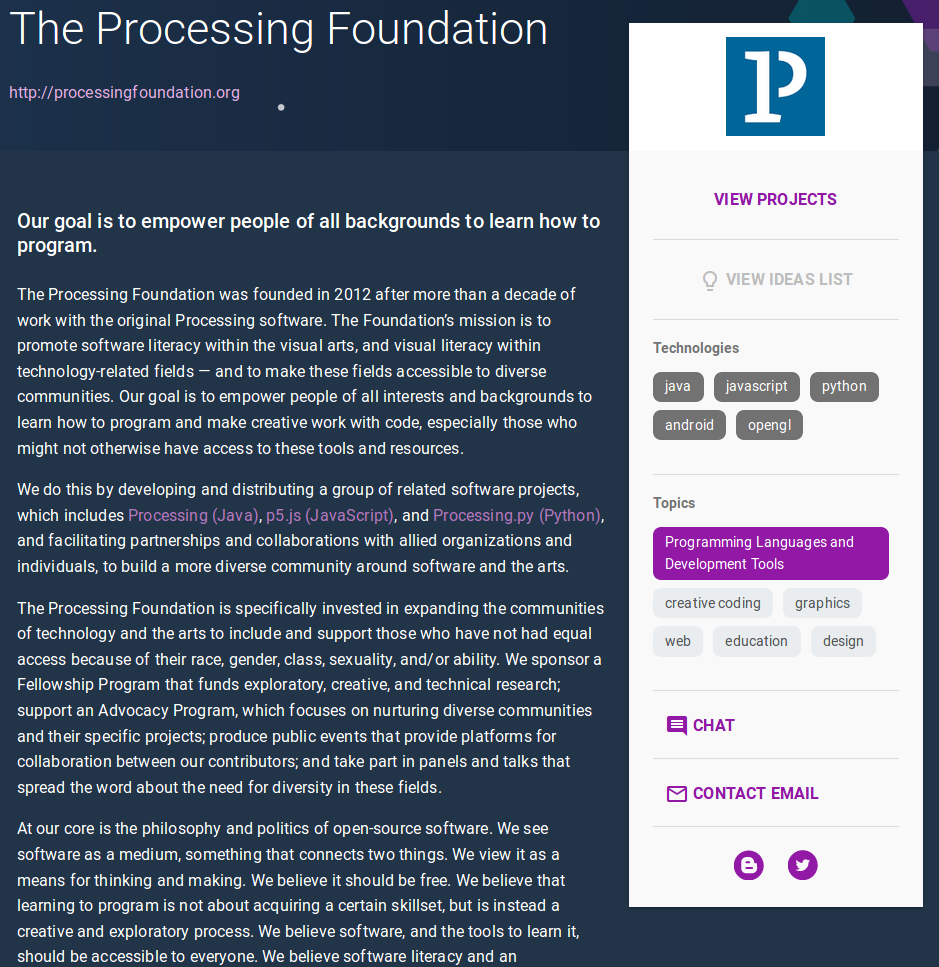 The Processing Foundation
http://processingfoundation.org
Our goal is to empower people of all backgrounds to learn how to
program.
The Processing Foundation was founded in 2012 after more than a decade of
work with the original Processing software. The Foundation’s mission is to
promote software literacy within the visual arts, and visual literacy within
technology-related fields — and to make these fields accessible to diverse
communities. Our goal is to empower people of all interests and backgrounds to
learn how to program and make creative work with code, especially those who
might not otherwise have access to these tools and resources.
We do this by developing and distributing a group of related software projects,
which includes Processing (Java), p5.js (JavaScript), and Processing.py (Python),
and facilitating partnerships and collaborations with allied organizations and
individuals, to build a more diverse community around software and the arts.
The Processing Foundation is specifically invested in expanding the communities
of technology and the arts to include and support those who have not had equal
access because of their race, gender, class, sexuality, and/or ability. We sponsor a
Fellowship Program that funds exploratory, creative, and technical research;
support an Advocacy Program, which focuses on nurturing diverse communities
and their specific projects; produce public events that provide platforms for
collaboration between our contributors; and take part in panels and talks that
spread the word about the need for diversity in these fields.
At our core is the philosophy and politics of open-source software. We see
software as a medium, something that connects two things. We view it as a
means for thinking and making. We believe it should be free. We believe that
learning to program is not about acquiring a certain skillset, but is instead a
creative and exploratory process. We believe software, and the tools to learn it,
should be accessible to everyone. We believe software literacy and an
P
VIEW PROJECTS
VIEW IDEAS LIST
Technologies
java javascript python
android opengl
Topics
Programming Languages and
Development Tools
creative coding graphics
web education design
CHAT
CONTACT EMAIL